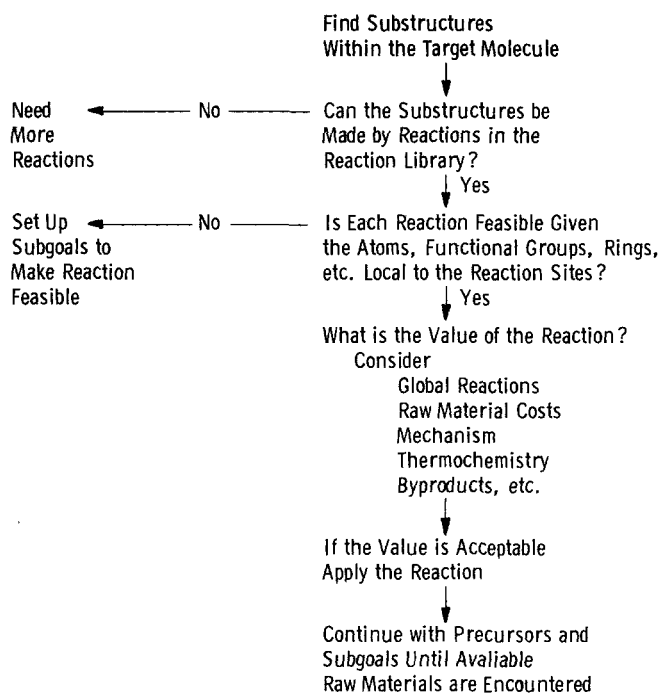 Find Substructures
Within the Target Molecule
Need
More
Reactions
No
Can the Substructures be
Made by Reactions in the
Reaction Library?
Yes
Set Up
Subgoals to
Make Reaction
Feasible
No
Is Each Reaction Feasible Given
the Atoms, Functional Groups, Rings,
etc. Local to the Reaction Sites?
Yes
What is the Value of the Reaction?
Consider
Global Reactions
Raw Material Costs
Mechanism
Thermochemistry
Byproducts, etc.
If the Value is Acceptable
Apply the Reaction
Continue with Precursors and
Subgoals Until Avaliable
Raw Materials are Encountered